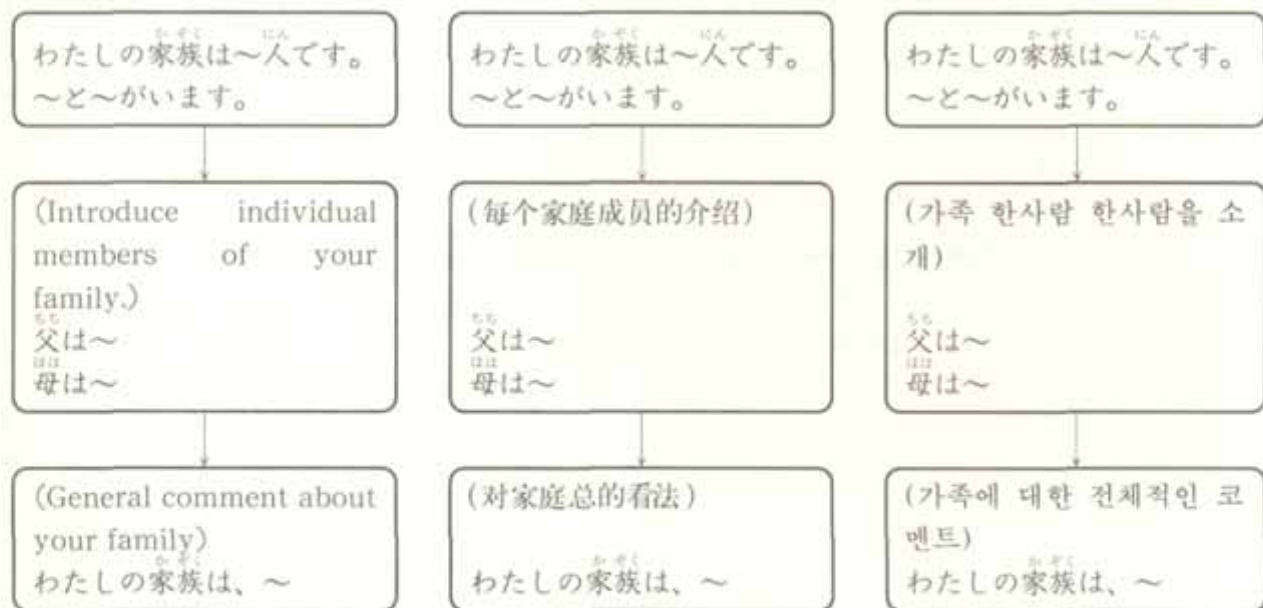 わたしの家族は～人です。
～と～がいます。
(Introduce individual
members of your
family.)
父は～
母は～
(General comment about
your family)
わたしの家族は、～
わたしの家族は～人です。
～と～がいます。
(每个家庭成员的介绍)
父は～
母は～
(对家庭总的看法)
わたしの家族は、～
わたしの家族は～人です。
～と～がいます。
(가족 한사람 한사람을 소
개)
父は～
母は～
(가족에 대한 전체적인 코
멘트)
わたしの家族は、～